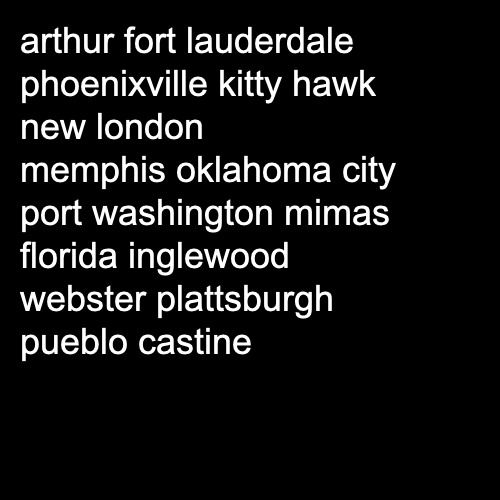 arthur fort lauderdale
phoenixville kitty hawk
new london
memphis oklahoma city
port washington mimas
florida inglewood
webster plattsburgh
pueblo castine